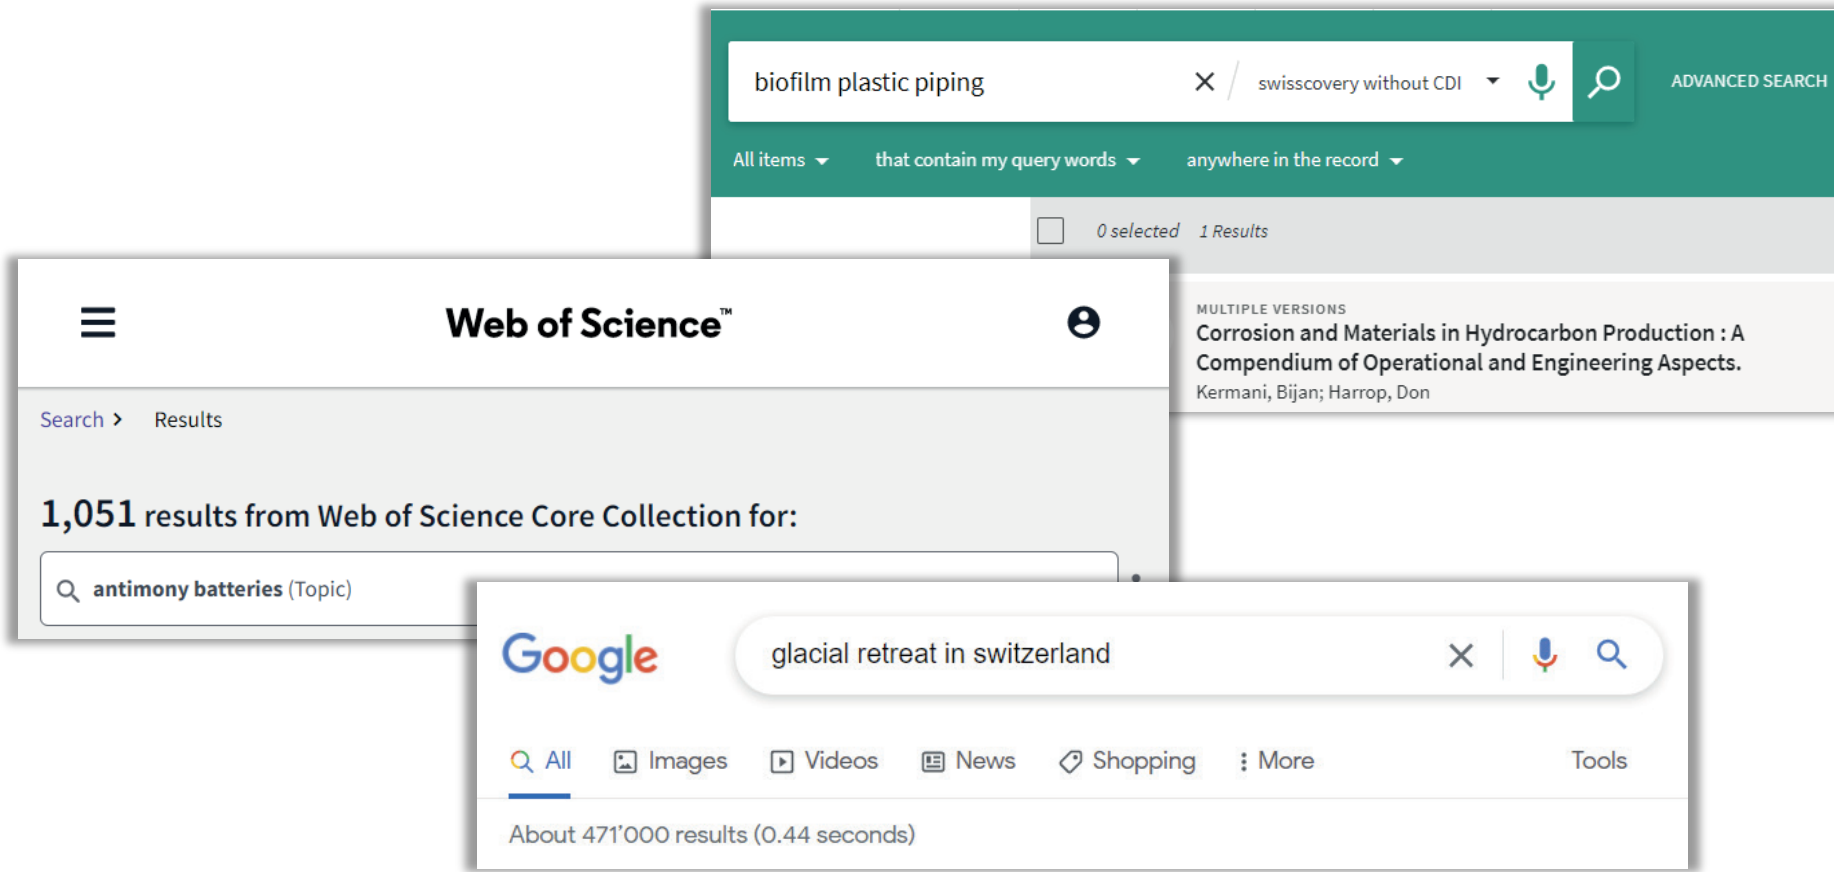 biofilm plastic piping
swisscovery without CDI
ADVANCED SEARCH
All items that contain my query words anywhere in the record
0 selected 1 Results
MULTIPLE VERSIONS
Corrosion and Materials in Hydrocarbon Production : A
Compendium of Operational and Engineering Aspects.
Kermani, Bijan; Harrop, Don
Web of Science™
Search > Results
1,051 results from Web of Science Core Collection for:
antimony batteries (Topic)
Google
glacial retreat in switzerland
All Images Videos News Shopping More Tools
About 471'000 results (0.44 seconds)